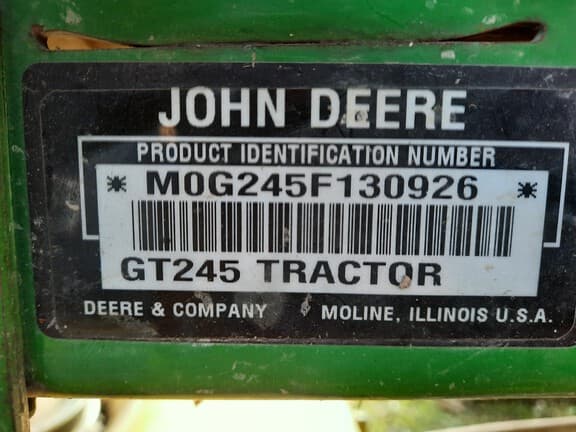 JOHN DEERE
PRODUCT IDENTIFICATION NUMBER
* M0G245F130926 *
GT245 TRACTOR
DEERE & COMPANY MOLINE, ILLINOIS U.S.A.